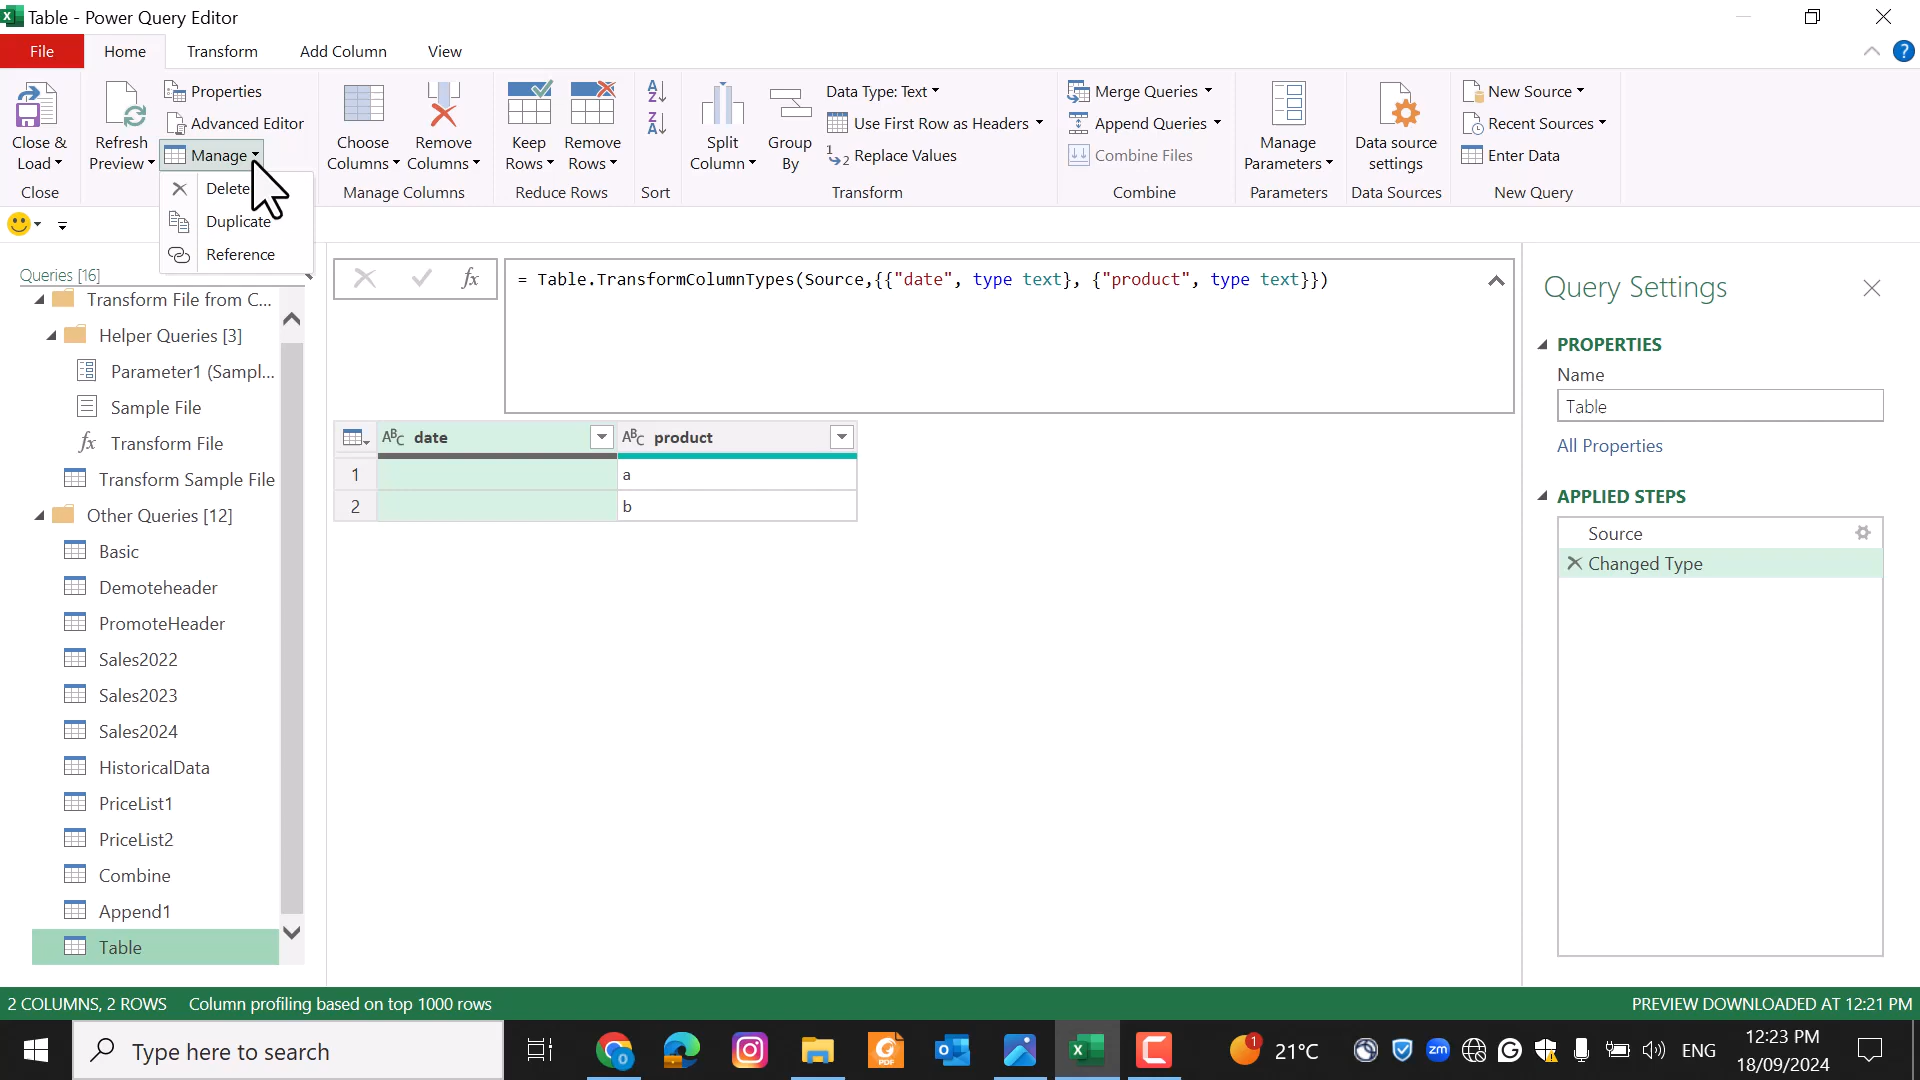 Table - Power Query Editor
File
Home
Transform
Add Column
View
Close &
Load
Close
Refresh
Preview
Properties
Advanced Editor
Manage
Delete
Duplicate
Reference
Choose
Columns
Remove
Columns
Manage Columns
Keep
Rows
Remove
Rows
Reduce Rows
Sort
Split
Column
Group
By
Data Type: Text
Use First Row as Headers
Replace Values
Transform
Merge Queries
Append Queries
Combine Files
Combine
Manage
Parameters
Parameters
Data source
settings
Data Sources
New Source
Recent Sources
Enter Data
New Query
Queries [16]
Transform File from C...
Helper Queries [3]
Parameter1 (Sampl...
Sample File
fx Transform File
Transform Sample File
Other Queries [12]
Basic
Demoteheader
PromoteHeader
Sales2022
Sales2023
Sales2024
HistoricalData
PriceList1
PriceList2
Combine
Append1
Table
fx
= Table.TransformColumnTypes(Source,{{"date", type text}, {"product", type text}})
ABC date
ABC product
1 a
2 b
Query Settings
PROPERTIES
Name
Table
All Properties
APPLIED STEPS
Source
Changed Type
2 COLUMNS, 2 ROWS
Column profiling based on top 1000 rows
PREVIEW DOWNLOADED AT 12:21 PM
Type here to search
21°C
ENG
12:23 PM
18/09/2024